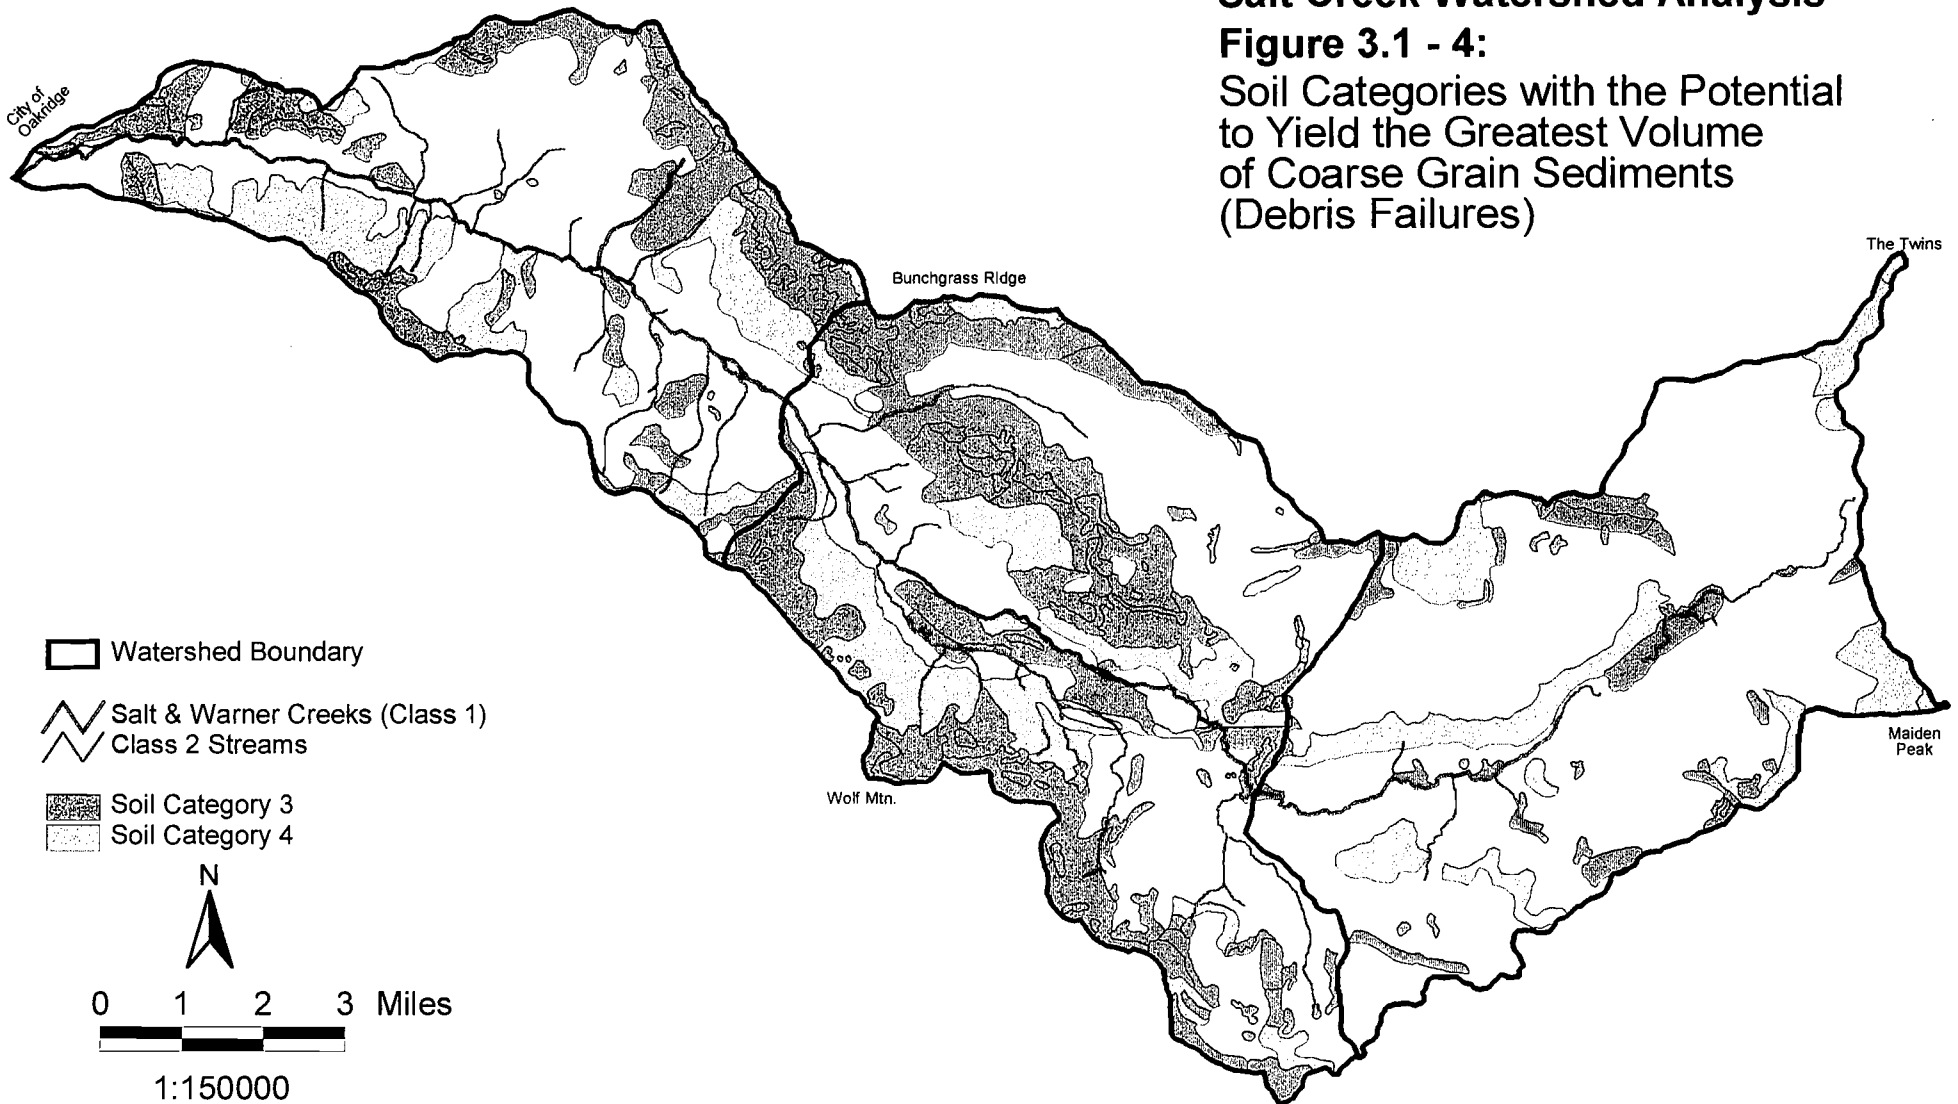 Salt Creek Watershed Analysis
Figure 3.1 - 4:
Soil Categories with the Potential
to Yield the Greatest Volume
of Coarse Grain Sediments
(Debris Failures)
City of
Oakridge
The Twins
Bunchgrass Ridge
Maiden
Peak
Wolf Mtn.
Watershed Boundary
Salt & Warner Creeks (Class 1)
Class 2 Streams
Soil Category 3
Soil Category 4
N
0 1 2 3 Miles
1:150000